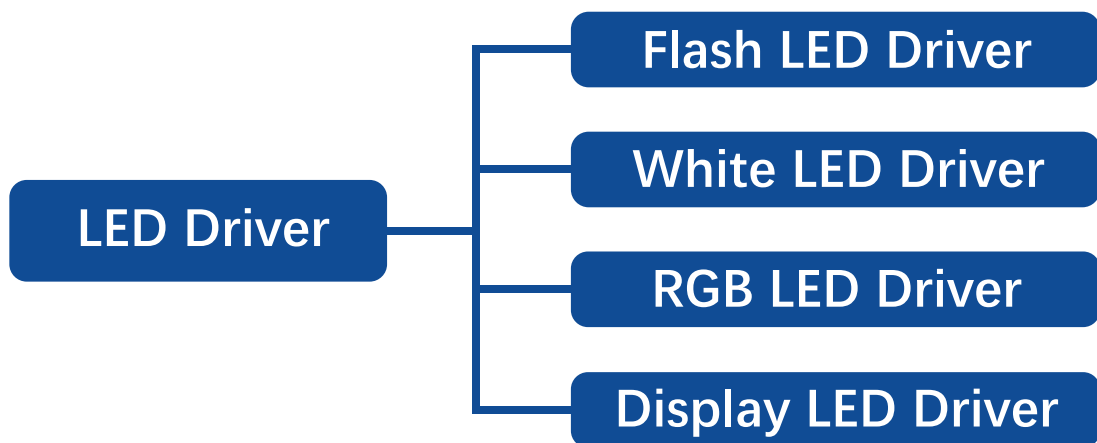 Flash LED Driver
White LED Driver
LED Driver
RGB LED Driver
Display LED Driver